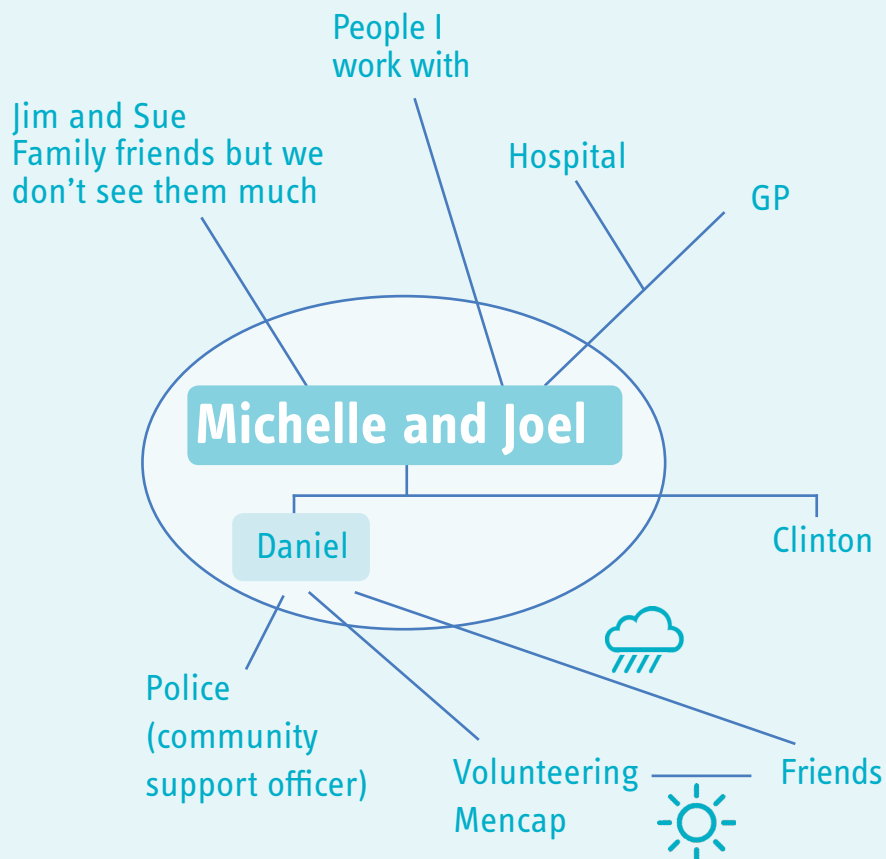 People I
work with
Jim and Sue
Family friends but we
don't see them much
Hospital
GP
Michelle and Joel
Daniel
Clinton
Police
(community
support officer)
Volunteering
Mencap
Friends